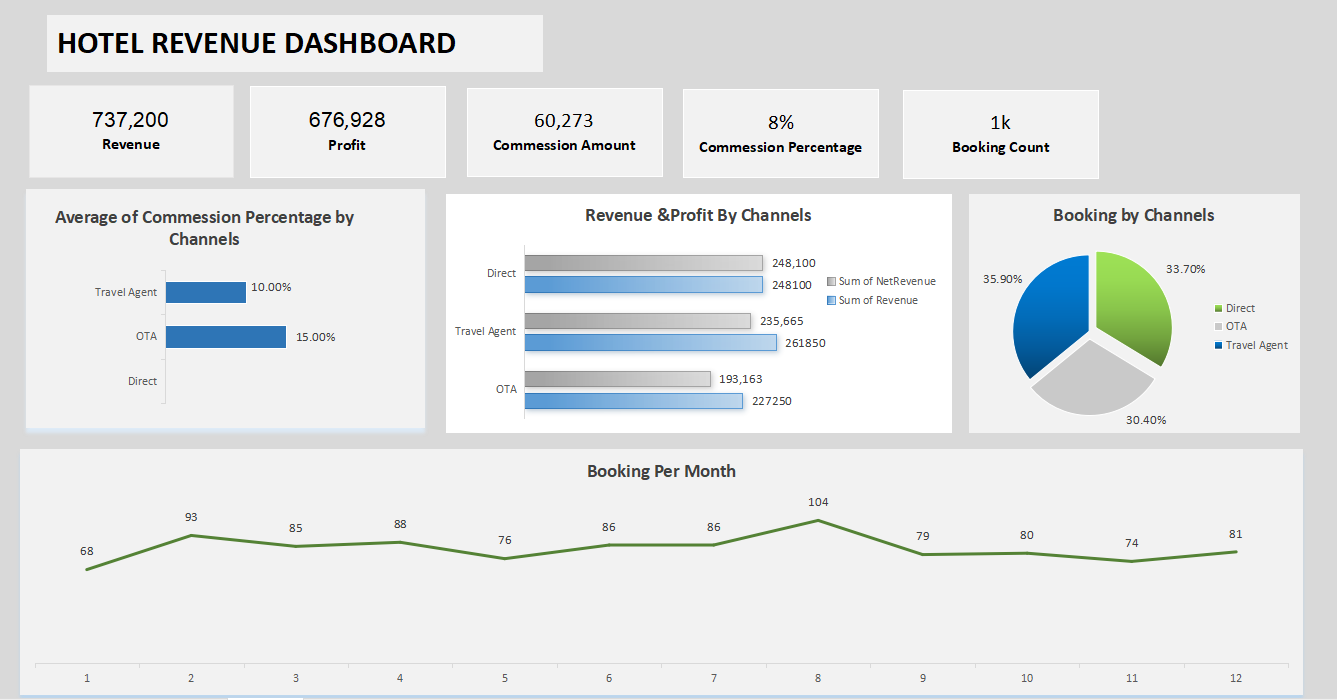 HOTEL REVENUE DASHBOARD
737,200
Revenue
676,928
Profit
60,273
Commession Amount
8%
Commession Percentage
1k
Booking Count
Average of Commession Percentage by
Channels
Travel Agent
10.00%
OTA
15.00%
Direct
Revenue &Profit By Channels
Direct
248,100
248100
Travel Agent
235,665
261850
OTA
193,163
227250
Sum of NetRevenue
Sum of Revenue
Booking by Channels
35.90%
33.70%
30.40%
Direct
OTA
Travel Agent
Booking Per Month
68
93
85
88
76
86
86
104
79
80
74
81
1
2
3
4
5
6
7
8
9
10
11
12